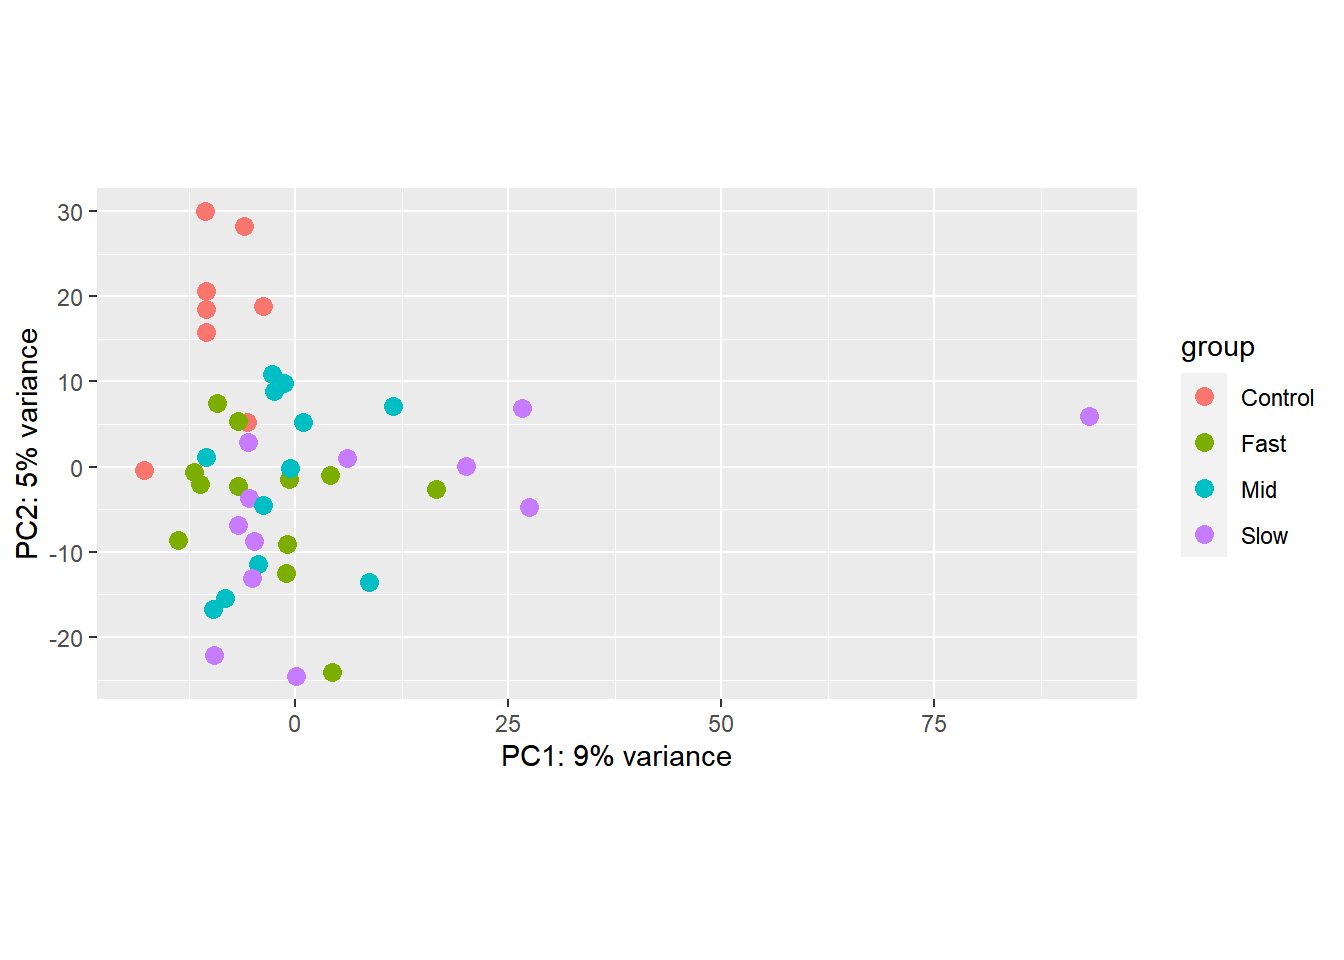 30
20
10
0
-10
-20
PC2: 5% variance
0 25 50 75
PC1: 9% variance
group
Control
Fast
Mid
Slow